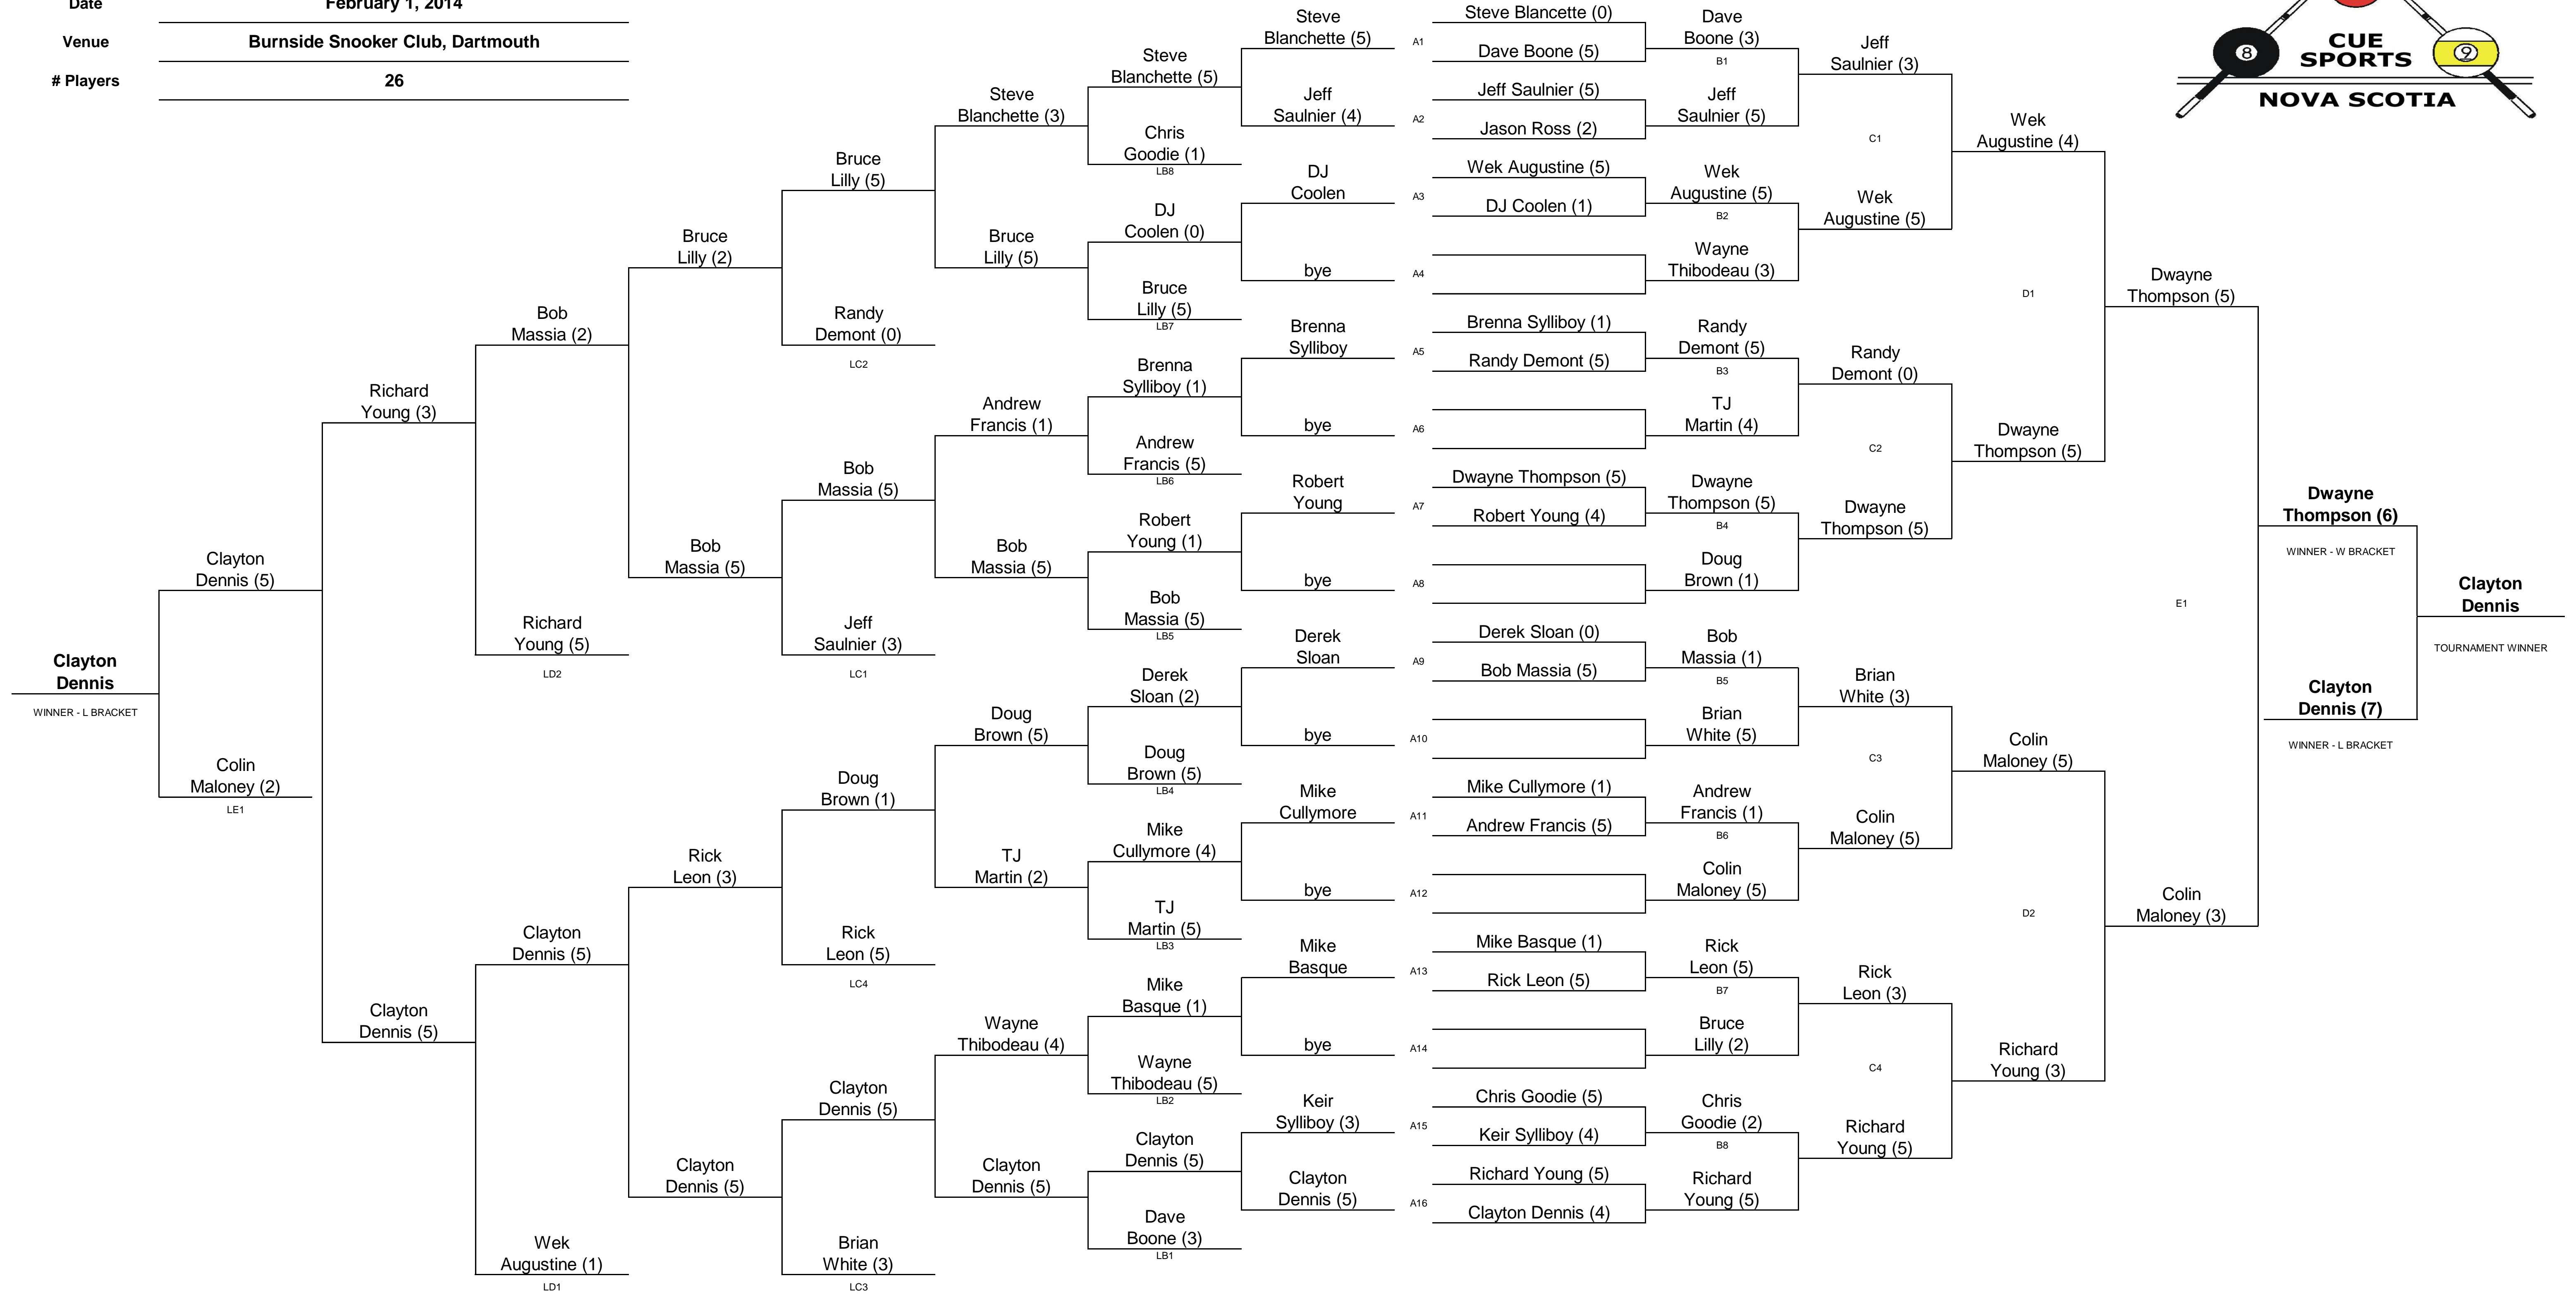 Date
February 1, 2014
Venue
Burnside Snooker Club, Dartmouth
# Players
26
8
CUE
SPORTS
9
NOVA SCOTIA
Clayton
Dennis
WINNER - L BRACKET
Clayton
Dennis (5)
Colin
Maloney (2)
LE1
Richard
Young (3)
Clayton
Dennis (5)
Bob
Massia (2)
Richard
Young (5)
LD2
Clayton
Dennis (5)
Wek
Augustine (1)
LD1
Bruce
Lilly (2)
Bob
Massia (5)
Rick
Leon (3)
Clayton
Dennis (5)
Bruce
Lilly (5)
Randy
Demont (0)
LC2
Bob
Massia (5)
Jeff
Saulnier (3)
LC1
Doug
Brown (1)
Rick
Leon (5)
LC4
Clayton
Dennis (5)
Brian
White (3)
LC3
Steve
Blanchette (3)
Bruce
Lilly (5)
Andrew
Francis (1)
Bob
Massia (5)
Doug
Brown (5)
TJ
Martin (2)
Wayne
Thibodeau (4)
Clayton
Dennis (5)
Steve
Blanchette (5)
Chris
Goodie (1)
LB8
DJ
Coolen (0)
Bruce
Lilly (5)
LB7
Brenna
Sylliboy (1)
Andrew
Francis (5)
LB6
Robert
Young (1)
Bob
Massia (5)
LB5
Derek
Sloan (2)
Doug
Brown (5)
LB4
Mike
Cullymore (4)
TJ
Martin (5)
LB3
Mike
Basque (1)
Wayne
Thibodeau (5)
LB2
Clayton
Dennis (5)
Dave
Boone (3)
LB1
Steve
Blanchette (5)
Jeff
Saulnier (4)
DJ
Coolen
bye
Brenna
Sylliboy
bye
Robert
Young
bye
Derek
Sloan
bye
Mike
Cullymore
bye
Mike
Basque
bye
Keir
Sylliboy (3)
Clayton
Dennis (5)
A1
A2
A3
A4
A5
A6
A7
A8
A9
A10
A11
A12
A13
A14
A15
A16
Steve Blancette (0)
Dave Boone (5)
Jeff Saulnier (5)
Jason Ross (2)
Wek Augustine (5)
DJ Coolen (1)
Brenna Sylliboy (1)
Randy Demont (5)
Dwayne Thompson (5)
Robert Young (4)
Derek Sloan (0)
Bob Massia (5)
Mike Cullymore (1)
Andrew Francis (5)
Mike Basque (1)
Rick Leon (5)
Chris Goodie (5)
Keir Sylliboy (4)
Richard Young (5)
Clayton Dennis (4)
Dave
Boone (3)
B1
Jeff
Saulnier (5)
Wek
Augustine (5)
B2
Wayne
Thibodeau (3)
Randy
Demont (5)
B3
TJ
Martin (4)
Dwayne
Thompson (5)
B4
Doug
Brown (1)
Bob
Massia (1)
B5
Brian
White (5)
Andrew
Francis (1)
B6
Colin
Maloney (5)
Rick
Leon (5)
B7
Bruce
Lilly (2)
Chris
Goodie (2)
B8
Richard
Young (5)
Jeff
Saulnier (3)
C1
Wek
Augustine (5)
Randy
Demont (0)
C2
Dwayne
Thompson (5)
Brian
White (3)
C3
Colin
Maloney (5)
Rick
Leon (3)
C4
Richard
Young (5)
Wek
Augustine (4)
D1
Dwayne
Thompson (5)
Colin
Maloney (5)
D2
Richard
Young (3)
Dwayne
Thompson (5)
E1
Colin
Maloney (3)
Dwayne
Thompson (6)
WINNER - W BRACKET
Clayton
Dennis (7)
WINNER - L BRACKET
Clayton
Dennis
TOURNAMENT WINNER